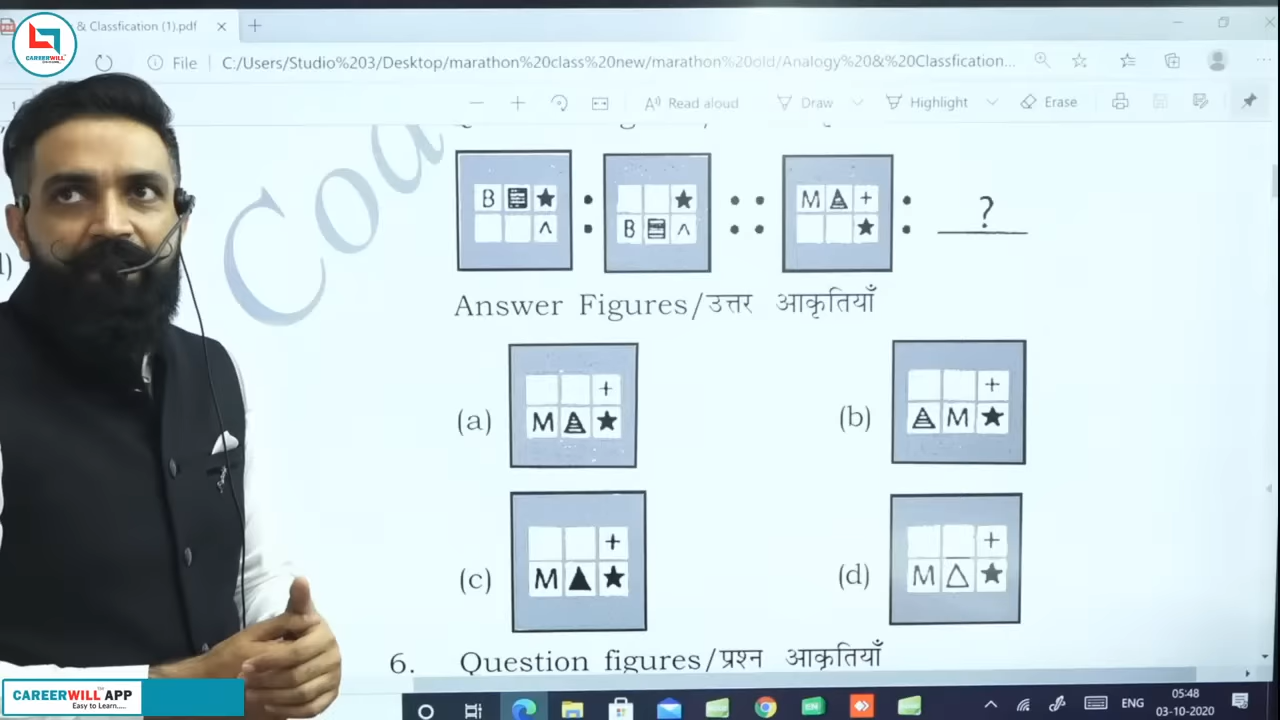 & Classfication (1).pdf
CAREERWILL
File C:/Users/Studio%203/Desktop/marathon%20class%20new/marathon%20od/Analogy%20&%20Classfication...
Read aloud Draw Highlight Erase
B ★ : ★ :: M + : ?
^ B ^ ★
Answer Figures/उत्तर आकृतियाँ
(a) + M ★
(b) + M ★
(c) + M ★
(d) + M ★
6. Question figures/प्रश्न आकृतियाँ
CAREERWILL APP
Easy to Learn.....
ENG 05:48
03-10-2020